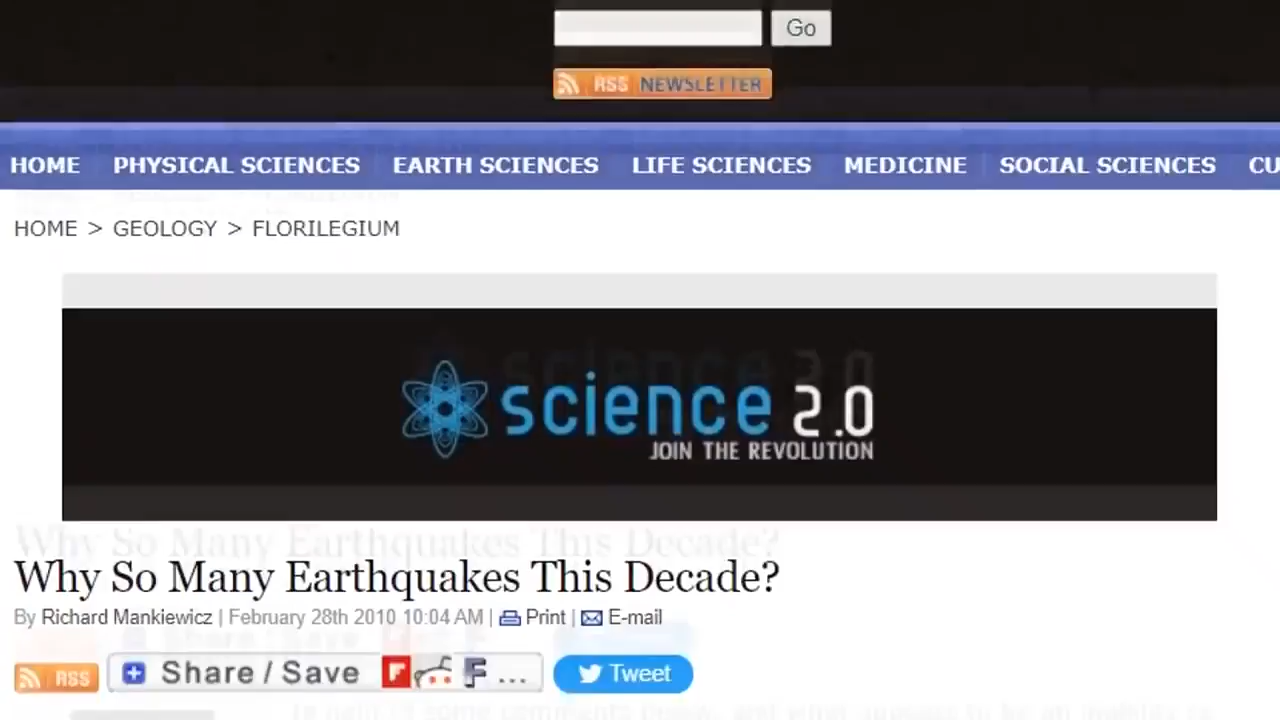 Go
RSS NEWSLETTER
HOME PHYSICAL SCIENCES EARTH SCIENCES LIFE SCIENCES MEDICINE SOCIAL SCIENCES CU
HOME > GEOLOGY > FLORILEGIUM
science 2.0
JOIN THE REVOLUTION
Why So Many Earthquakes This Decade?
By Richard Mankiewicz | February 28th 2010 10:04 AM | Print | E-mail
RSS Share / Save ... Tweet